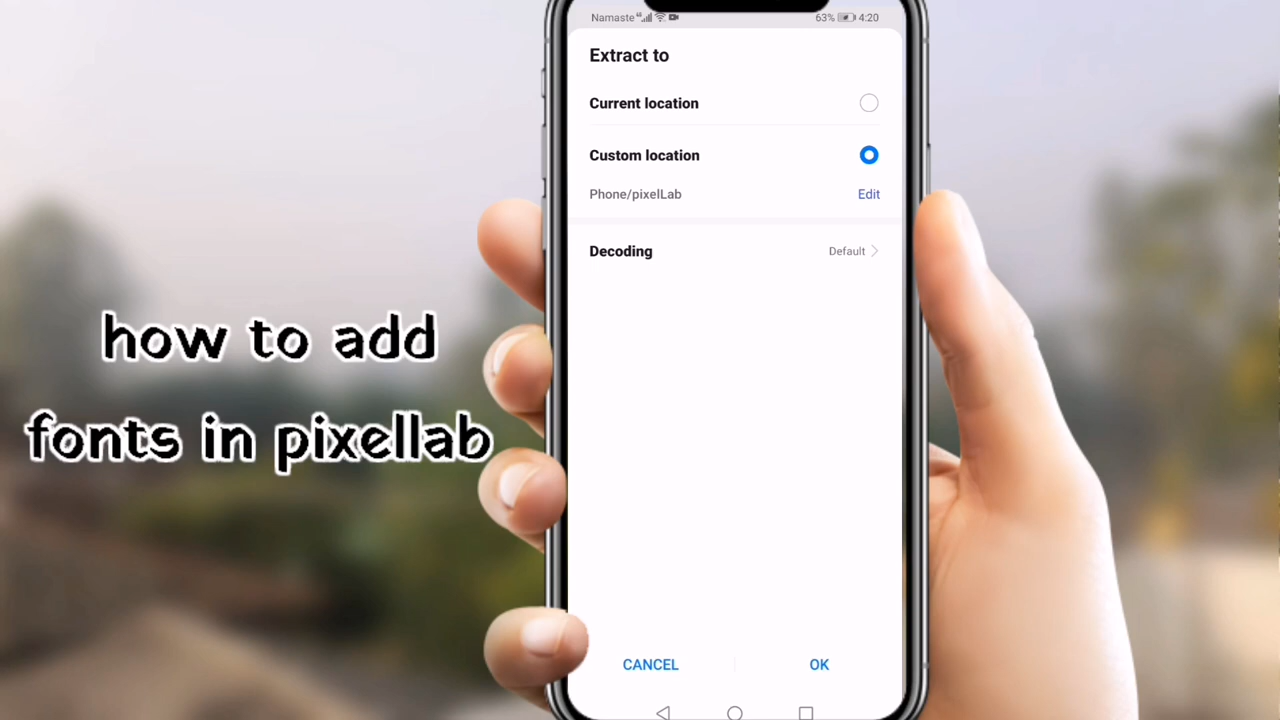 Namaste 63% 4:20
Extract to
Current location
Custom location
Phone/pixelLab Edit
Decoding Default
how to add
fonts in pixellab
CANCEL OK